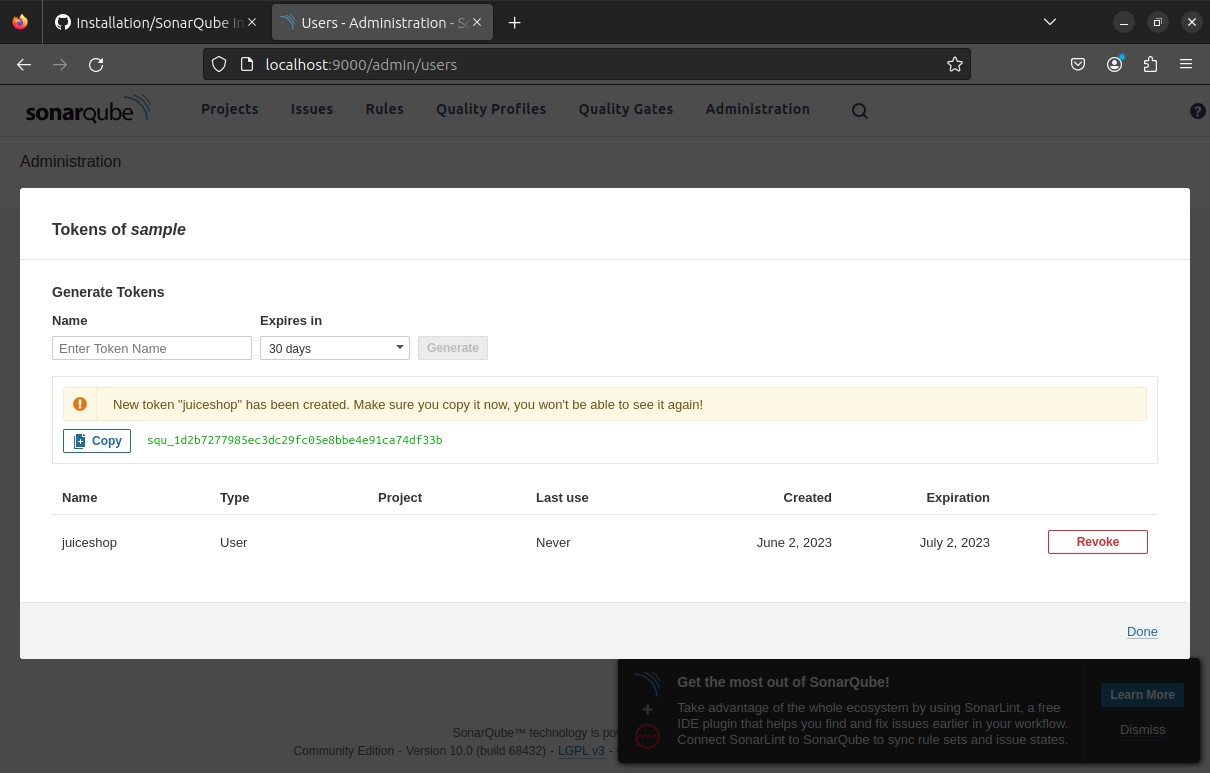 Installation/SonarQube In
Users - Administration - S
localhost:9000/admin/users
sonarqube
Projects Issues Rules Quality Profiles Quality Gates Administration
Administration
Tokens of sample
Generate Tokens
Name Expires in
Enter Token Name 30 days Generate
New token "juiceshop" has been created. Make sure you copy it now, you won't be able to see it again!
Copy squ_1d2b7277985ec3dc29fc05e8bbe4e91ca74df33b
Name Type Project Last use Created Expiration
juiceshop User Never June 2, 2023 July 2, 2023 Revoke
Done
Get the most out of SonarQube!
Take advantage of the whole ecosystem by using SonarLint, a free
IDE plugin that helps you find and fix issues earlier in your workflow.
Connect SonarLint to SonarQube to sync rule sets and issue states.
Learn More
Dismiss
SonarQube™ technology is pow
Community Edition - Version 10.0 (build 68432) - LGPL v3 -